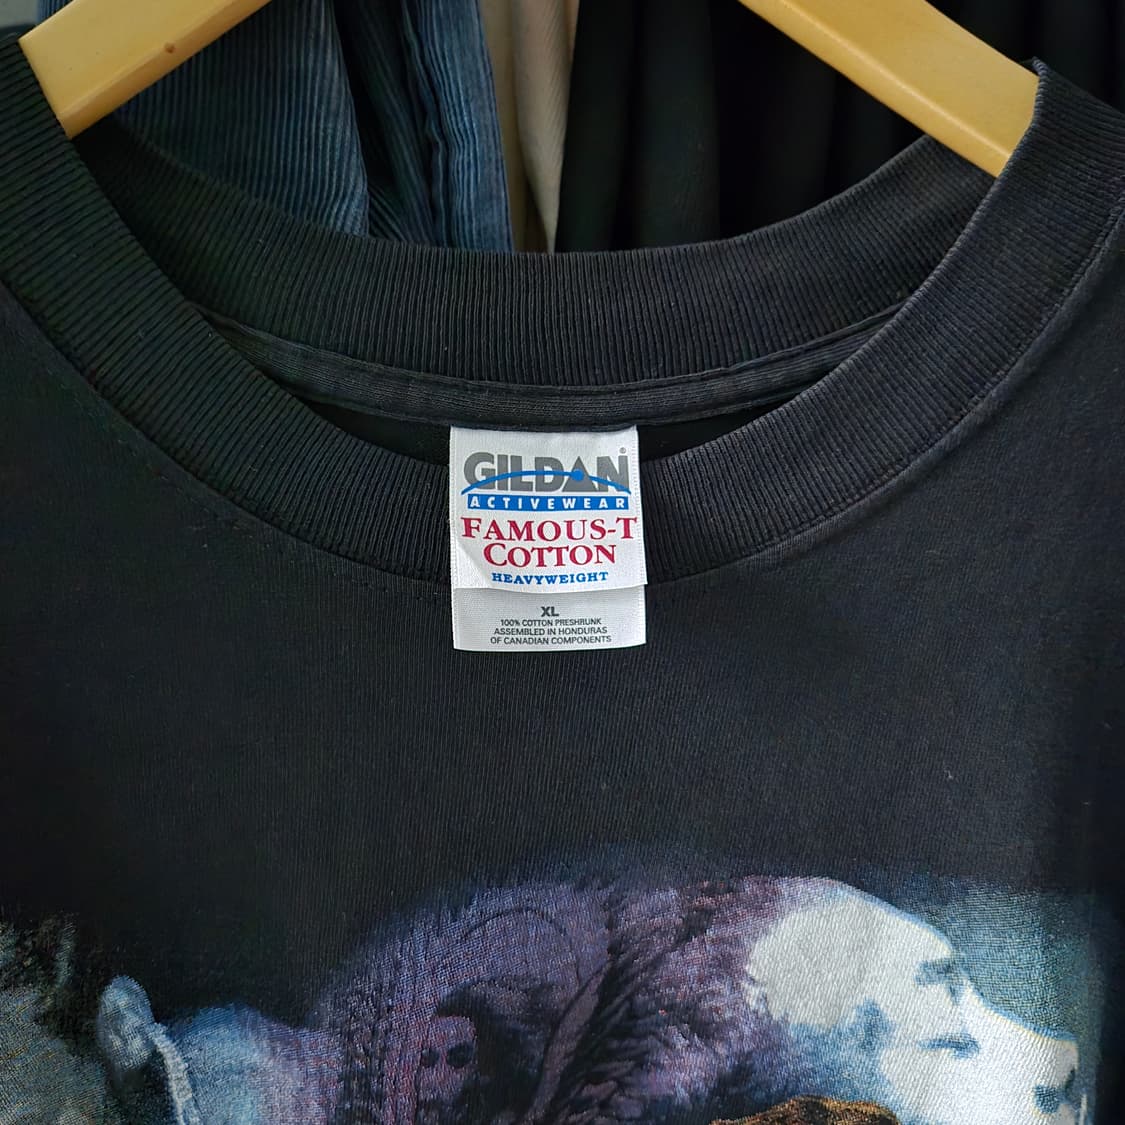 GILDAN®
ACTIVEWEAR
FAMOUS-T
COTTON
HEAVYWEIGHT
XL
100% COTTON PRESHRUNK
ASSEMBLED IN HONDURAS
OF CANADIAN COMPONENTS